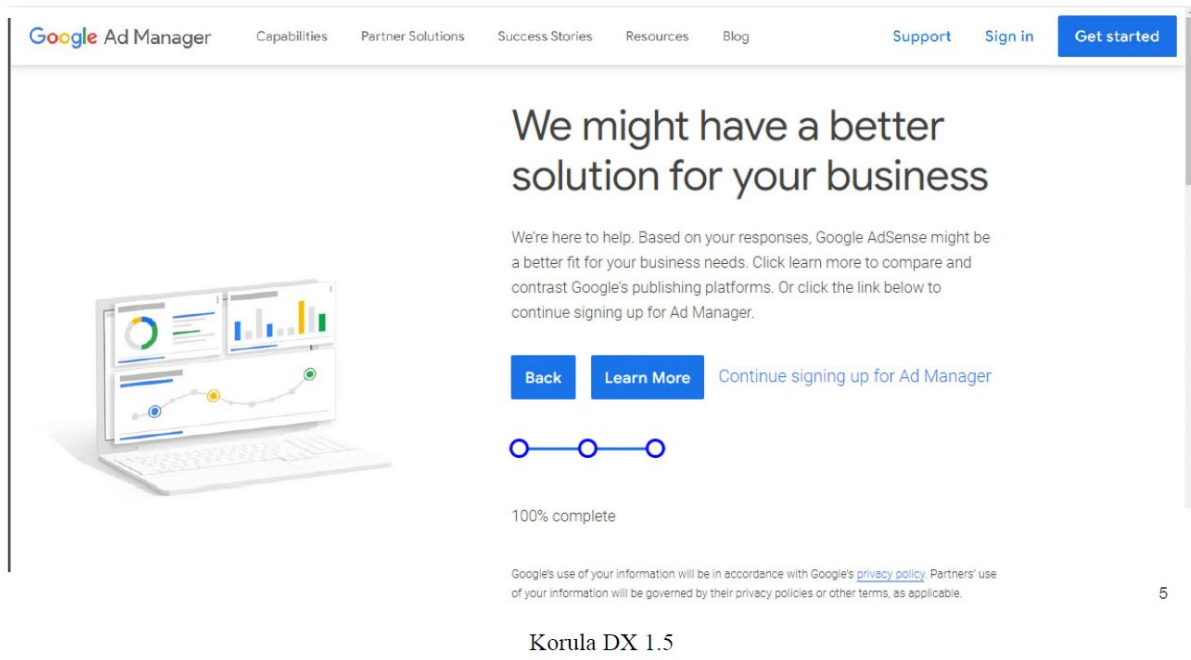 Google Ad Manager Capabilities Partner Solutions Success Stories Resources Blog Support Sign in Get started
We might have a better
solution for your business
We're here to help. Based on your responses, Google AdSense might be
a better fit for your business needs. Click learn more to compare and
contrast Google's publishing platforms. Or click the link below to
continue signing up for Ad Manager.
Back Learn More Continue signing up for Ad Manager
100% complete
Google's use of your information will be in accordance with Google's privacy policy. Partners' use
of your information will be governed by their privacy policies or other terms, as applicable.
5
Korula DX 1.5